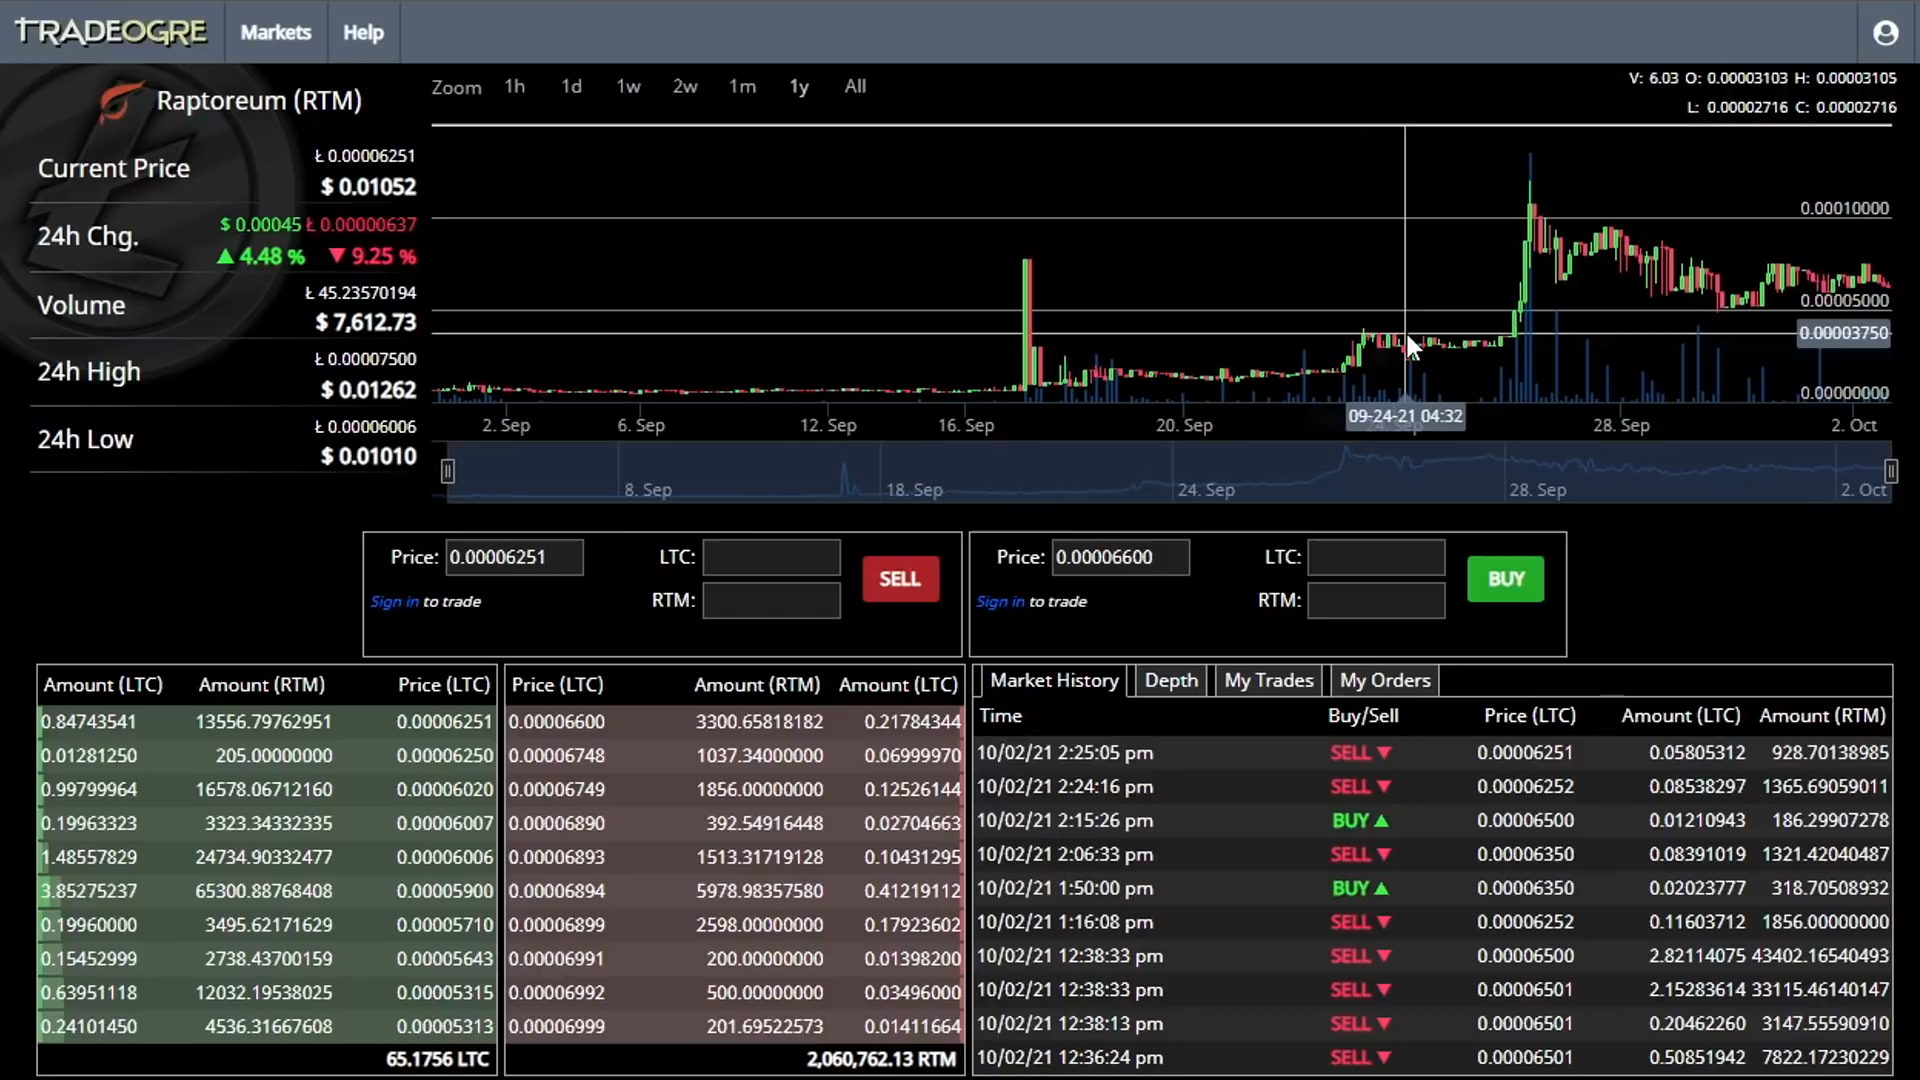 TRADEOGRE Markets Help
Raptoreum (RTM)
Current Price
Ł 0.00006251
$ 0.01052
24h Chg.
$ 0.00045 Ł 0.00000637
▲ 4.48 % ▼ 9.25 %
Volume
Ł 45.23570194
$ 7,612.73
24h High
Ł 0.00007500
$ 0.01262
24h Low
Ł 0.00006006
$ 0.01010
Zoom 1h 1d 1w 2w 1m 1y All
V: 6.03 O: 0.00003103 H: 0.00003105
L: 0.00002716 C: 0.00002716
0.00010000
0.00005000
0.00003750
0.00000000
09-24-21 04:32
2. Sep 6. Sep 12. Sep 16. Sep 20. Sep 24. Sep 28. Sep 2. Oct
8. Sep 18. Sep 24. Sep 28. Sep 2. Oct
Price: 0.00006251 LTC: SELL
Sign in to trade RTM:
Price: 0.00006600 LTC: BUY
Sign in to trade RTM:
Amount (LTC) Amount (RTM) Price (LTC)
0.84743541 13556.79762951 0.00006251
0.01281250 205.00000000 0.00006250
0.99799964 16578.06712160 0.00006020
0.19963323 3323.34332335 0.00006007
1.48557829 24734.90332477 0.00006006
3.85275237 65300.88768408 0.00005900
0.19960000 3495.62171629 0.00005710
0.15452999 2738.43700159 0.00005643
0.63951118 12032.19538025 0.00005315
0.24101450 4536.31667608 0.00005313
65.1756 LTC
Price (LTC) Amount (RTM) Amount (LTC)
0.00006600 3300.65818182 0.21784344
0.00006748 1037.34000000 0.06999970
0.00006749 1856.00000000 0.12526144
0.00006890 392.54916448 0.02704663
0.00006893 1513.31719128 0.10431295
0.00006894 5978.98357580 0.41219112
0.00006899 2598.00000000 0.17923602
0.00006991 200.00000000 0.01398200
0.00006992 500.00000000 0.03496000
0.00006999 201.69522573 0.01411664
2,060,762.13 RTM
Market History Depth My Trades My Orders
Time Buy/Sell Price (LTC) Amount (LTC) Amount (RTM)
10/02/21 2:25:05 pm SELL ▼ 0.00006251 0.05805312 928.70138985
10/02/21 2:24:16 pm SELL ▼ 0.00006252 0.08538297 1365.69059011
10/02/21 2:15:26 pm BUY ▲ 0.00006500 0.01210943 186.29907278
10/02/21 2:06:33 pm SELL ▼ 0.00006350 0.08391019 1321.42040487
10/02/21 1:50:00 pm BUY ▲ 0.00006350 0.02023777 318.70508932
10/02/21 1:16:08 pm SELL ▼ 0.00006252 0.11603712 1856.00000000
10/02/21 12:38:33 pm SELL ▼ 0.00006500 2.82114075 43402.16540493
10/02/21 12:38:33 pm SELL ▼ 0.00006501 2.15283614 33115.46140147
10/02/21 12:38:13 pm SELL ▼ 0.00006501 0.20462260 3147.55590910
10/02/21 12:36:24 pm SELL ▼ 0.00006501 0.50851942 7822.17230229